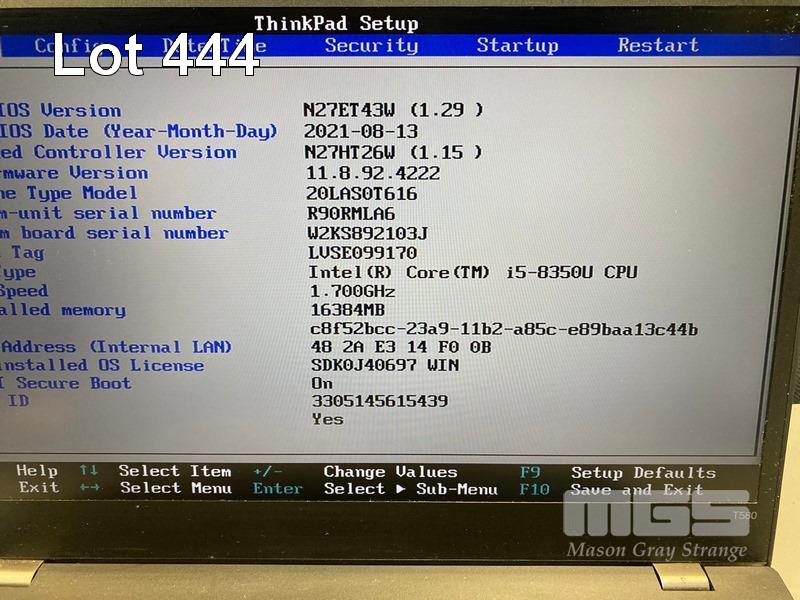 ThinkPad Setup
Config Date/Time Security Startup Restart
Lot 444
IOS Version N27ET43W (1.29 )
IOS Date (Year-Month-Day) 2021-08-13
ed Controller Version N27HT26W (1.15 )
mware Version 11.8.92.4222
ne Type Model 20LAS0T616
m-unit serial number R90RMLA6
m board serial number W2KS892103J
Tag LVSE099170
ype Intel(R) Core(TM) i5-8350U CPU
Speed 1.700GHz
alled memory 16384MB
c8f52bcc-23a9-11b2-a85c-e89baa13c44b
Address (Internal LAN) 48 2A E3 14 F0 0B
installed OS License SDK0J40697 WIN
I Secure Boot On
ID 3305145615439
Yes
Help ↑↓ Select Item +/- Change Values F9 Setup Defaults
Exit ←→ Select Menu Enter Select ▶ Sub-Menu F10 Save and Exit
MGS
T580
Mason Gray Strange